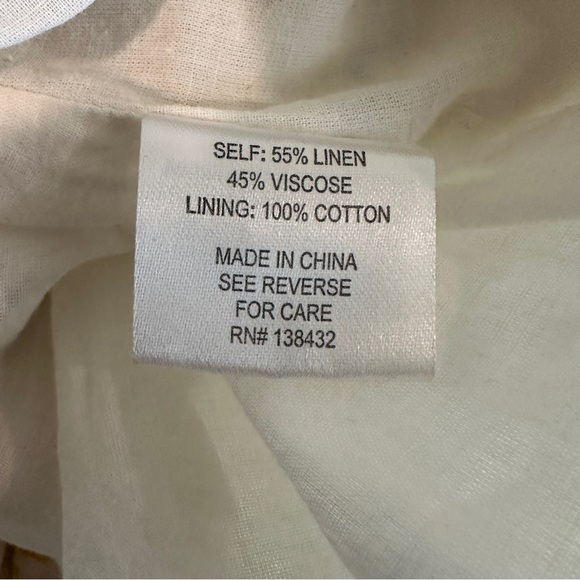 SELF: 55% LINEN
45% VISCOSE
LINING: 100% COTTON
MADE IN CHINA
SEE REVERSE
FOR CARE
RN# 138432